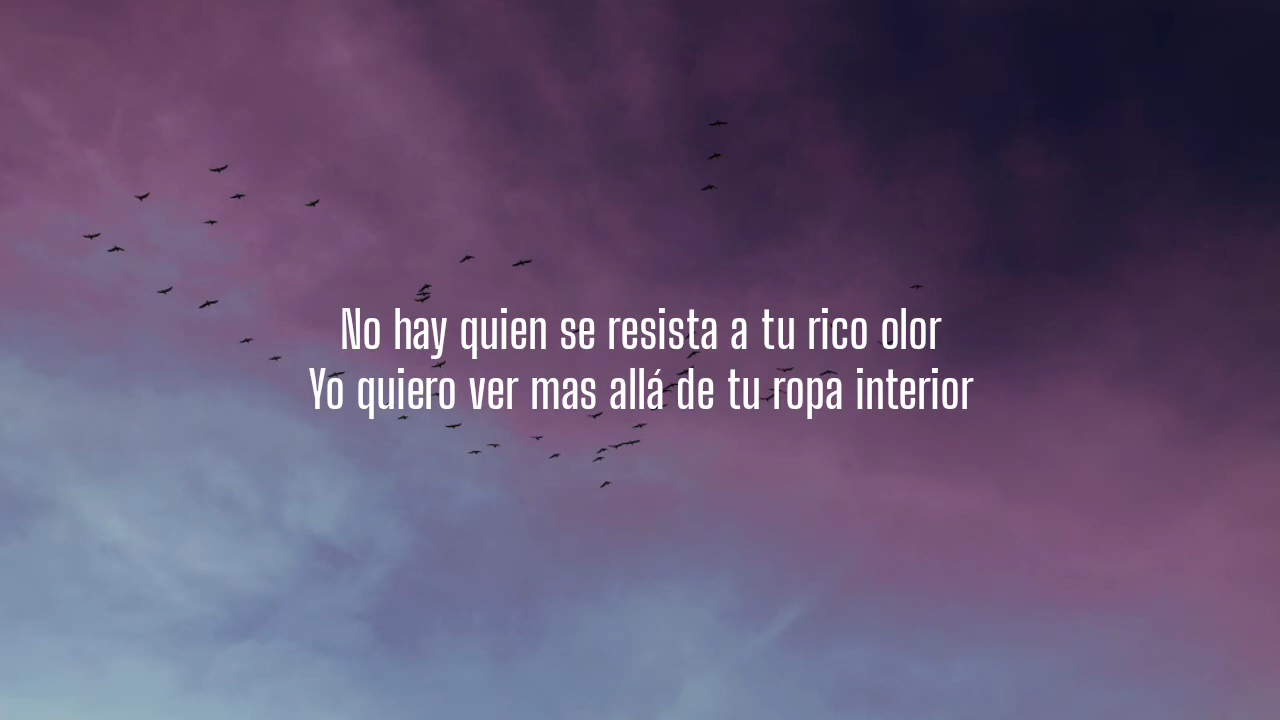 No hay quien se resista a tu rico olor
Yo quiero ver mas allá de tu ropa interior